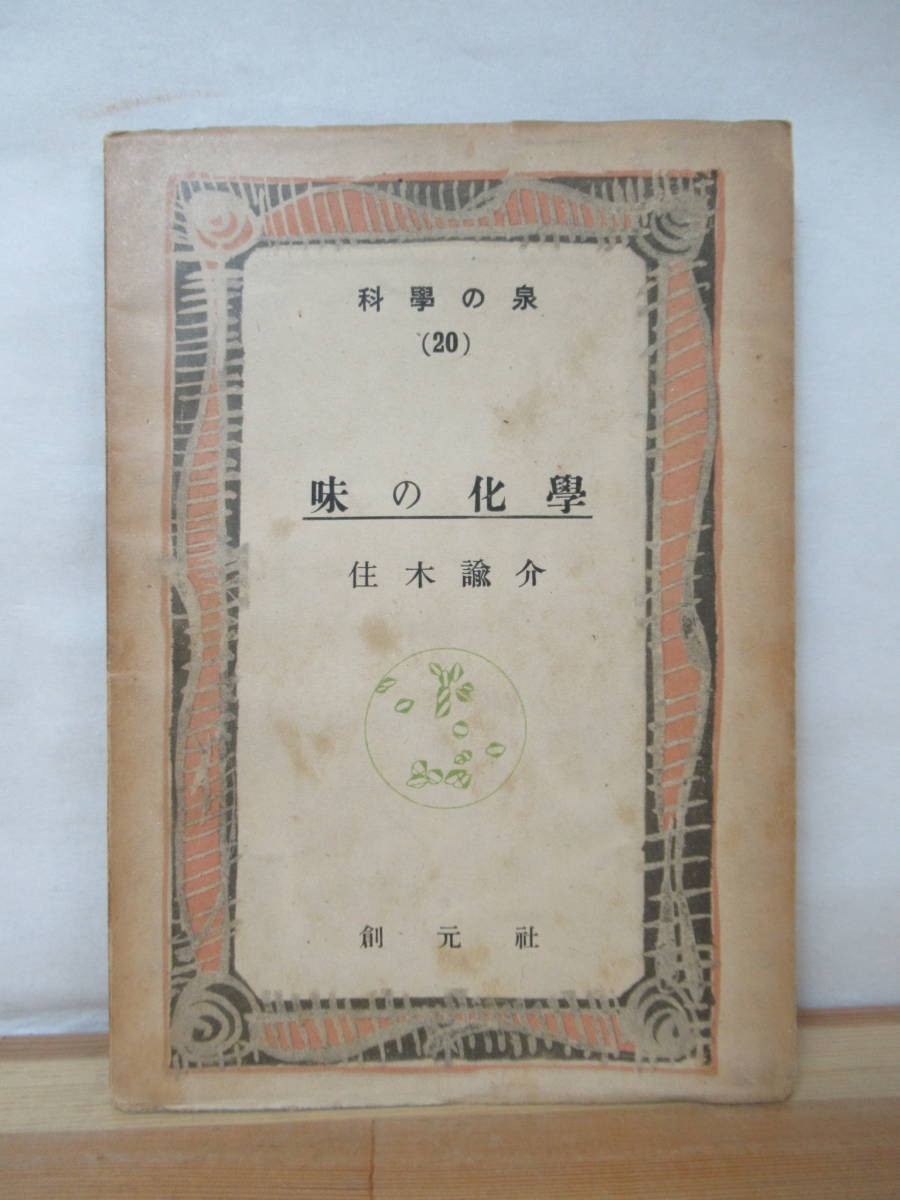 科學の泉
(20)
味の化學
住木諭介
創元社